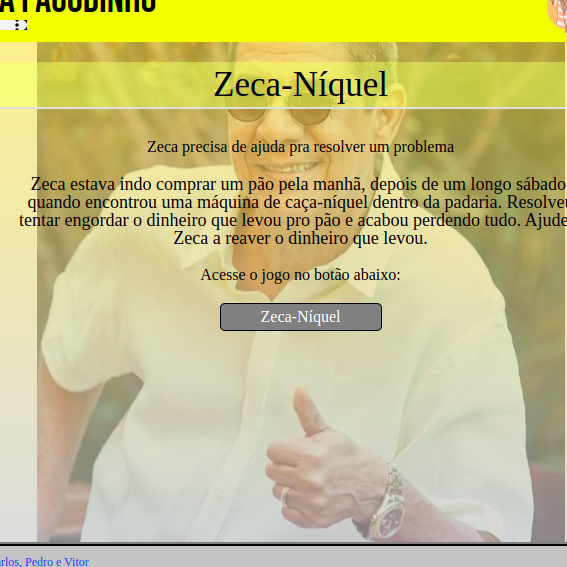 A PAGODINHO
Zeca-Níquel
Zeca precisa de ajuda pra resolver um problema
Zeca estava indo comprar um pão pela manhã, depois de um longo sábado
quando encontrou uma máquina de caça-níquel dentro da padaria. Resolveu
tentar engordar o dinheiro que levou pro pão e acabou perdendo tudo. Ajude
Zeca a reaver o dinheiro que levou.
Acesse o jogo no botão abaixo:
Zeca-Níquel
arlos, Pedro e Vitor